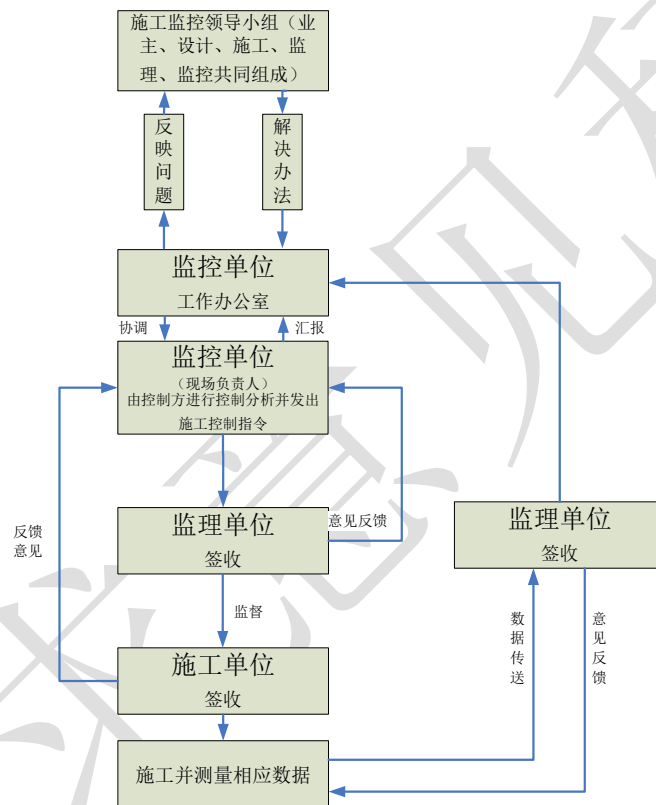 施工监控领导小组（业
主、设计、施工、监
理、监控共同组成）
反
映
问
题
解
决
办
法
监控单位
工作办公室
协调
汇报
监控单位
（现场负责人）
由控制方进行控制分析并发出
施工控制指令
反馈
意见
监理单位
签收
意见反馈
监理单位
签收
监督
数
据
传
送
意
见
反
馈
施工单位
签收
施工并测量相应数据
求意见稿